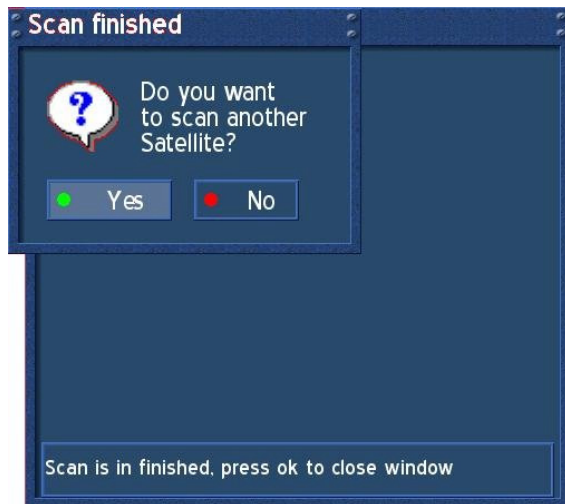 Scan finished
?
Do you want
to scan another
Satellite?
Yes
No
Scan is in finished, press ok to close window